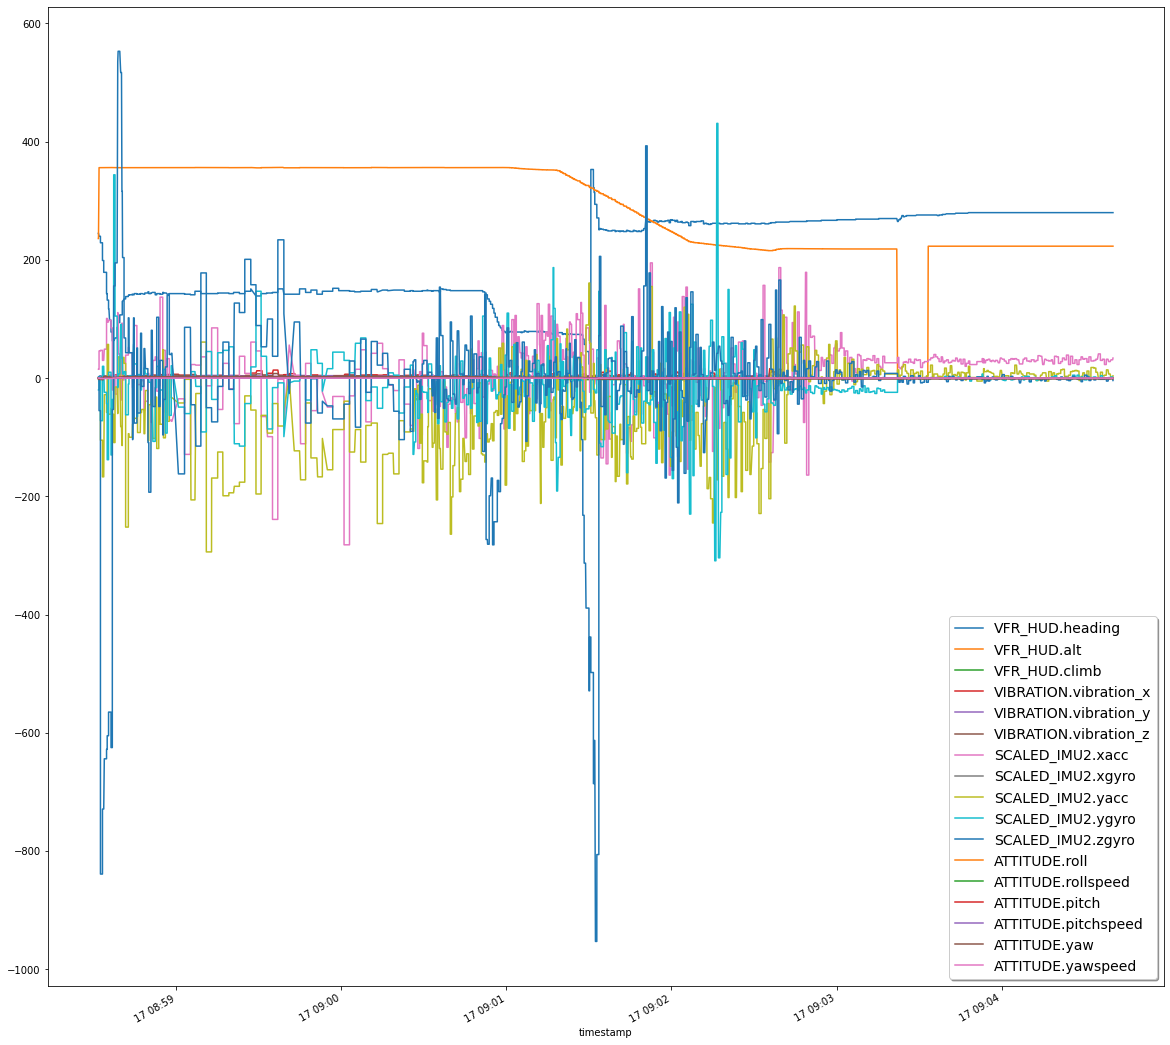 600
400
200
0
−200
−400
−600
−800
−1000
17 08:59
17 09:00
17 09:01
17 09:02
17 09:03
17 09:04
timestamp
VFR_HUD.heading
VFR_HUD.alt
VFR_HUD.climb
VIBRATION.vibration_x
VIBRATION.vibration_y
VIBRATION.vibration_z
SCALED_IMU2.xacc
SCALED_IMU2.xgyro
SCALED_IMU2.yacc
SCALED_IMU2.ygyro
SCALED_IMU2.zgyro
ATTITUDE.roll
ATTITUDE.rollspeed
ATTITUDE.pitch
ATTITUDE.pitchspeed
ATTITUDE.yaw
ATTITUDE.yawspeed